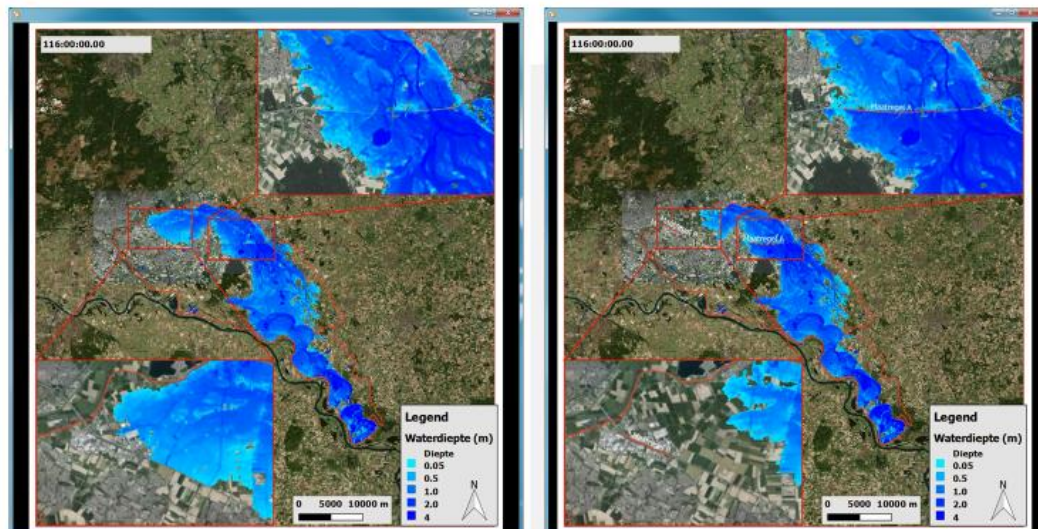 116:00:00.00
Legend
Waterdiepte (m)
Diepte
0.05
0.5
1.0
2.0
4
0 5000 10000 m
N
116:00:00.00
Maatregel A
Maatregel A
Legend
Waterdiepte (m)
Diepte
0.05
0.5
1.0
2.0
4
0 5000 10000 m
N